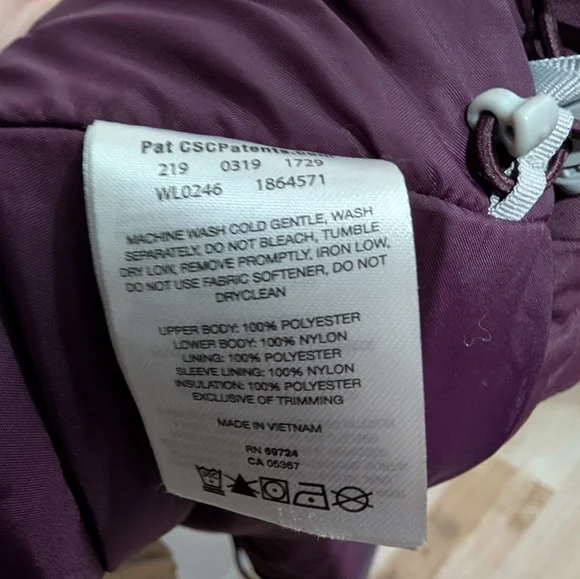 Pat CSCPatents.com
219 0319 1729
WL0246 1864571
MACHINE WASH COLD GENTLE, WASH
SEPARATELY, DO NOT BLEACH, TUMBLE
DRY LOW, REMOVE PROMPTLY, IRON LOW,
DO NOT USE FABRIC SOFTENER, DO NOT
DRYCLEAN
UPPER BODY: 100% POLYESTER
LOWER BODY: 100% NYLON
LINING: 100% POLYESTER
SLEEVE LINING: 100% NYLON
INSULATION: 100% POLYESTER
EXCLUSIVE OF TRIMMING
MADE IN VIETNAM
RN 69724
CA 05367